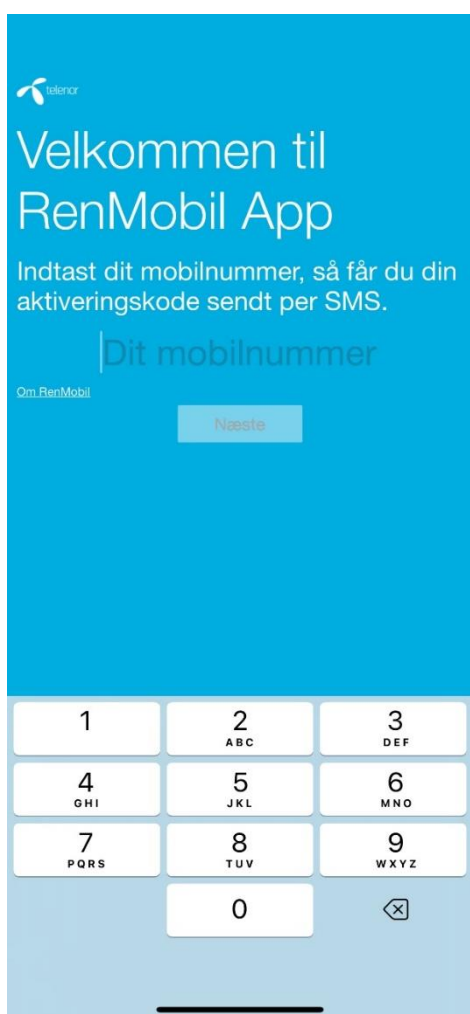 telenor
Velkommen til
RenMobil App
Indtast dit mobilnummer, så får du din
aktiveringskode sendt per SMS.
Dit mobilnummer
Om RenMobil
Næste
1 2 3
ABC DEF
4 5 6
GHI JKL MNO
7 8 9
PQRS TUV WXYZ
0